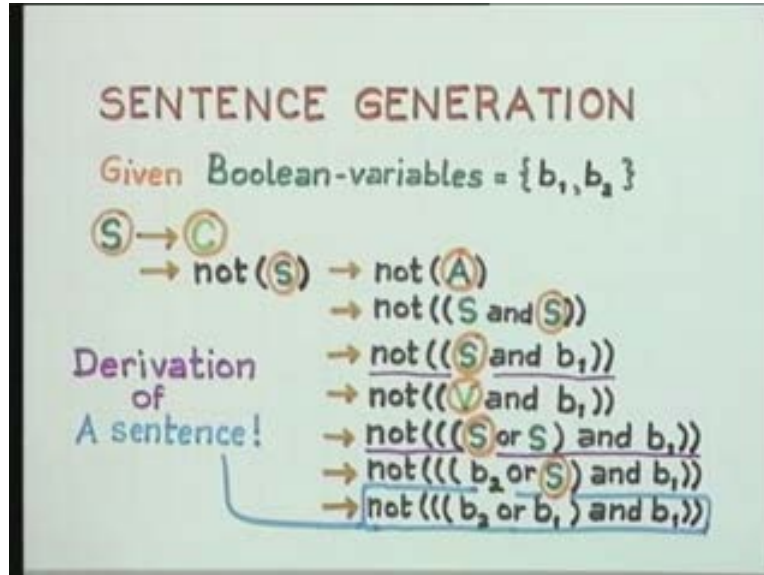 SENTENCE GENERATION
Given Boolean-variables = {b₁, b₂}
S → C
→ not(S) → not(A)
→ not((S and S))
→ not((S and b₁))
→ not((V and b₁))
→ not(((S or S) and b₁))
→ not(((b₂ or S) and b₁))
→ not(((b₂ or b₁) and b₁))
Derivation
of
A sentence!